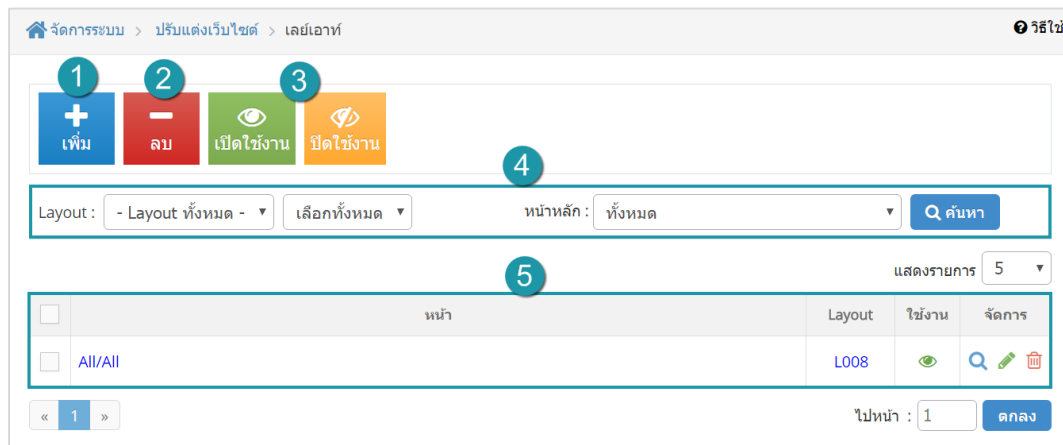 จัดการระบบ > ปรับแต่งเว็บไซต์ > เลย์เอาท์
? วิธีใช้
1 2 3
เพิ่ม ลบ เปิดใช้งาน ปิดใช้งาน
4
Layout : - Layout ทั้งหมด - เลือกทั้งหมด หน้าหลัก : ทั้งหมด ค้นหา
แสดงรายการ 5
5
หน้า Layout ใช้งาน จัดการ
All/All L008
« 1 » ไปหน้า : 1 ตกลง